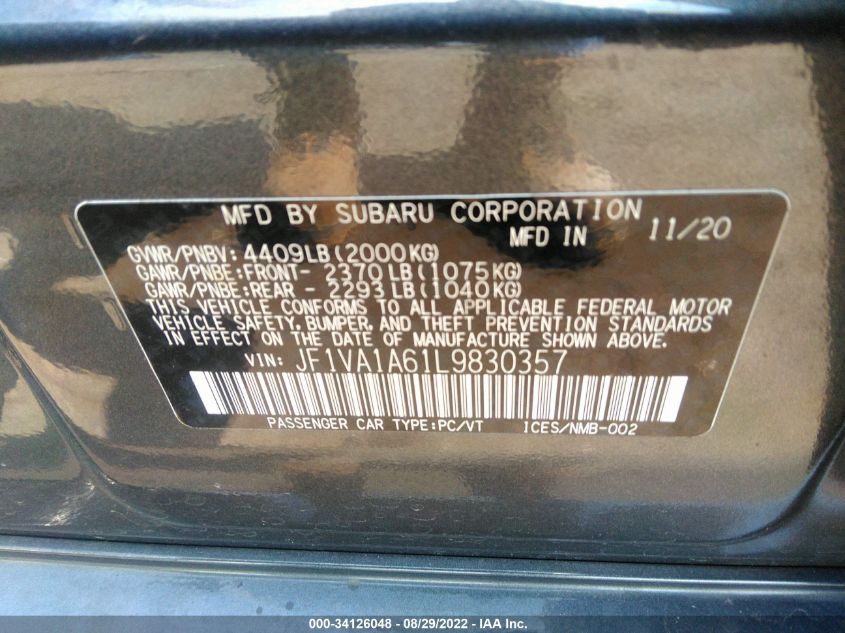 MFD BY SUBARU CORPORATION
MFD IN 11/20
GVWR/PNBV: 4409LB(2000KG)
GAWR/PNBE:FRONT- 2370LB(1075KG)
GAWR/PNBE:REAR - 2293LB(1040KG)
THIS VEHICLE CONFORMS TO ALL APPLICABLE FEDERAL MOTOR
VEHICLE SAFETY, BUMPER, AND THEFT PREVENTION STANDARDS
IN EFFECT ON THE DATE OF MANUFACTURE SHOWN ABOVE.
VIN: JF1VA1A61L9830357
PASSENGER CAR TYPE:PC/VT ICES/NMB-002
000-34126048 - 08/29/2022 - IAA Inc.